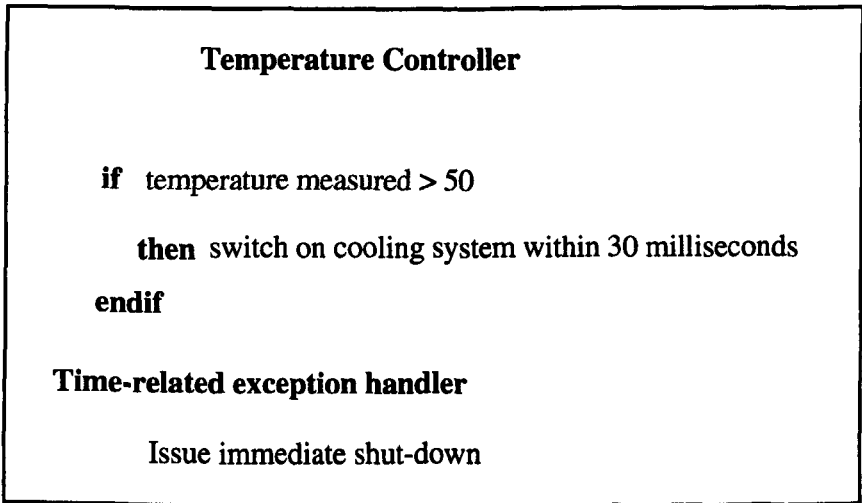 Temperature Controller
if temperature measured > 50
then switch on cooling system within 30 milliseconds
endif
Time-related exception handler
Issue immediate shut-down